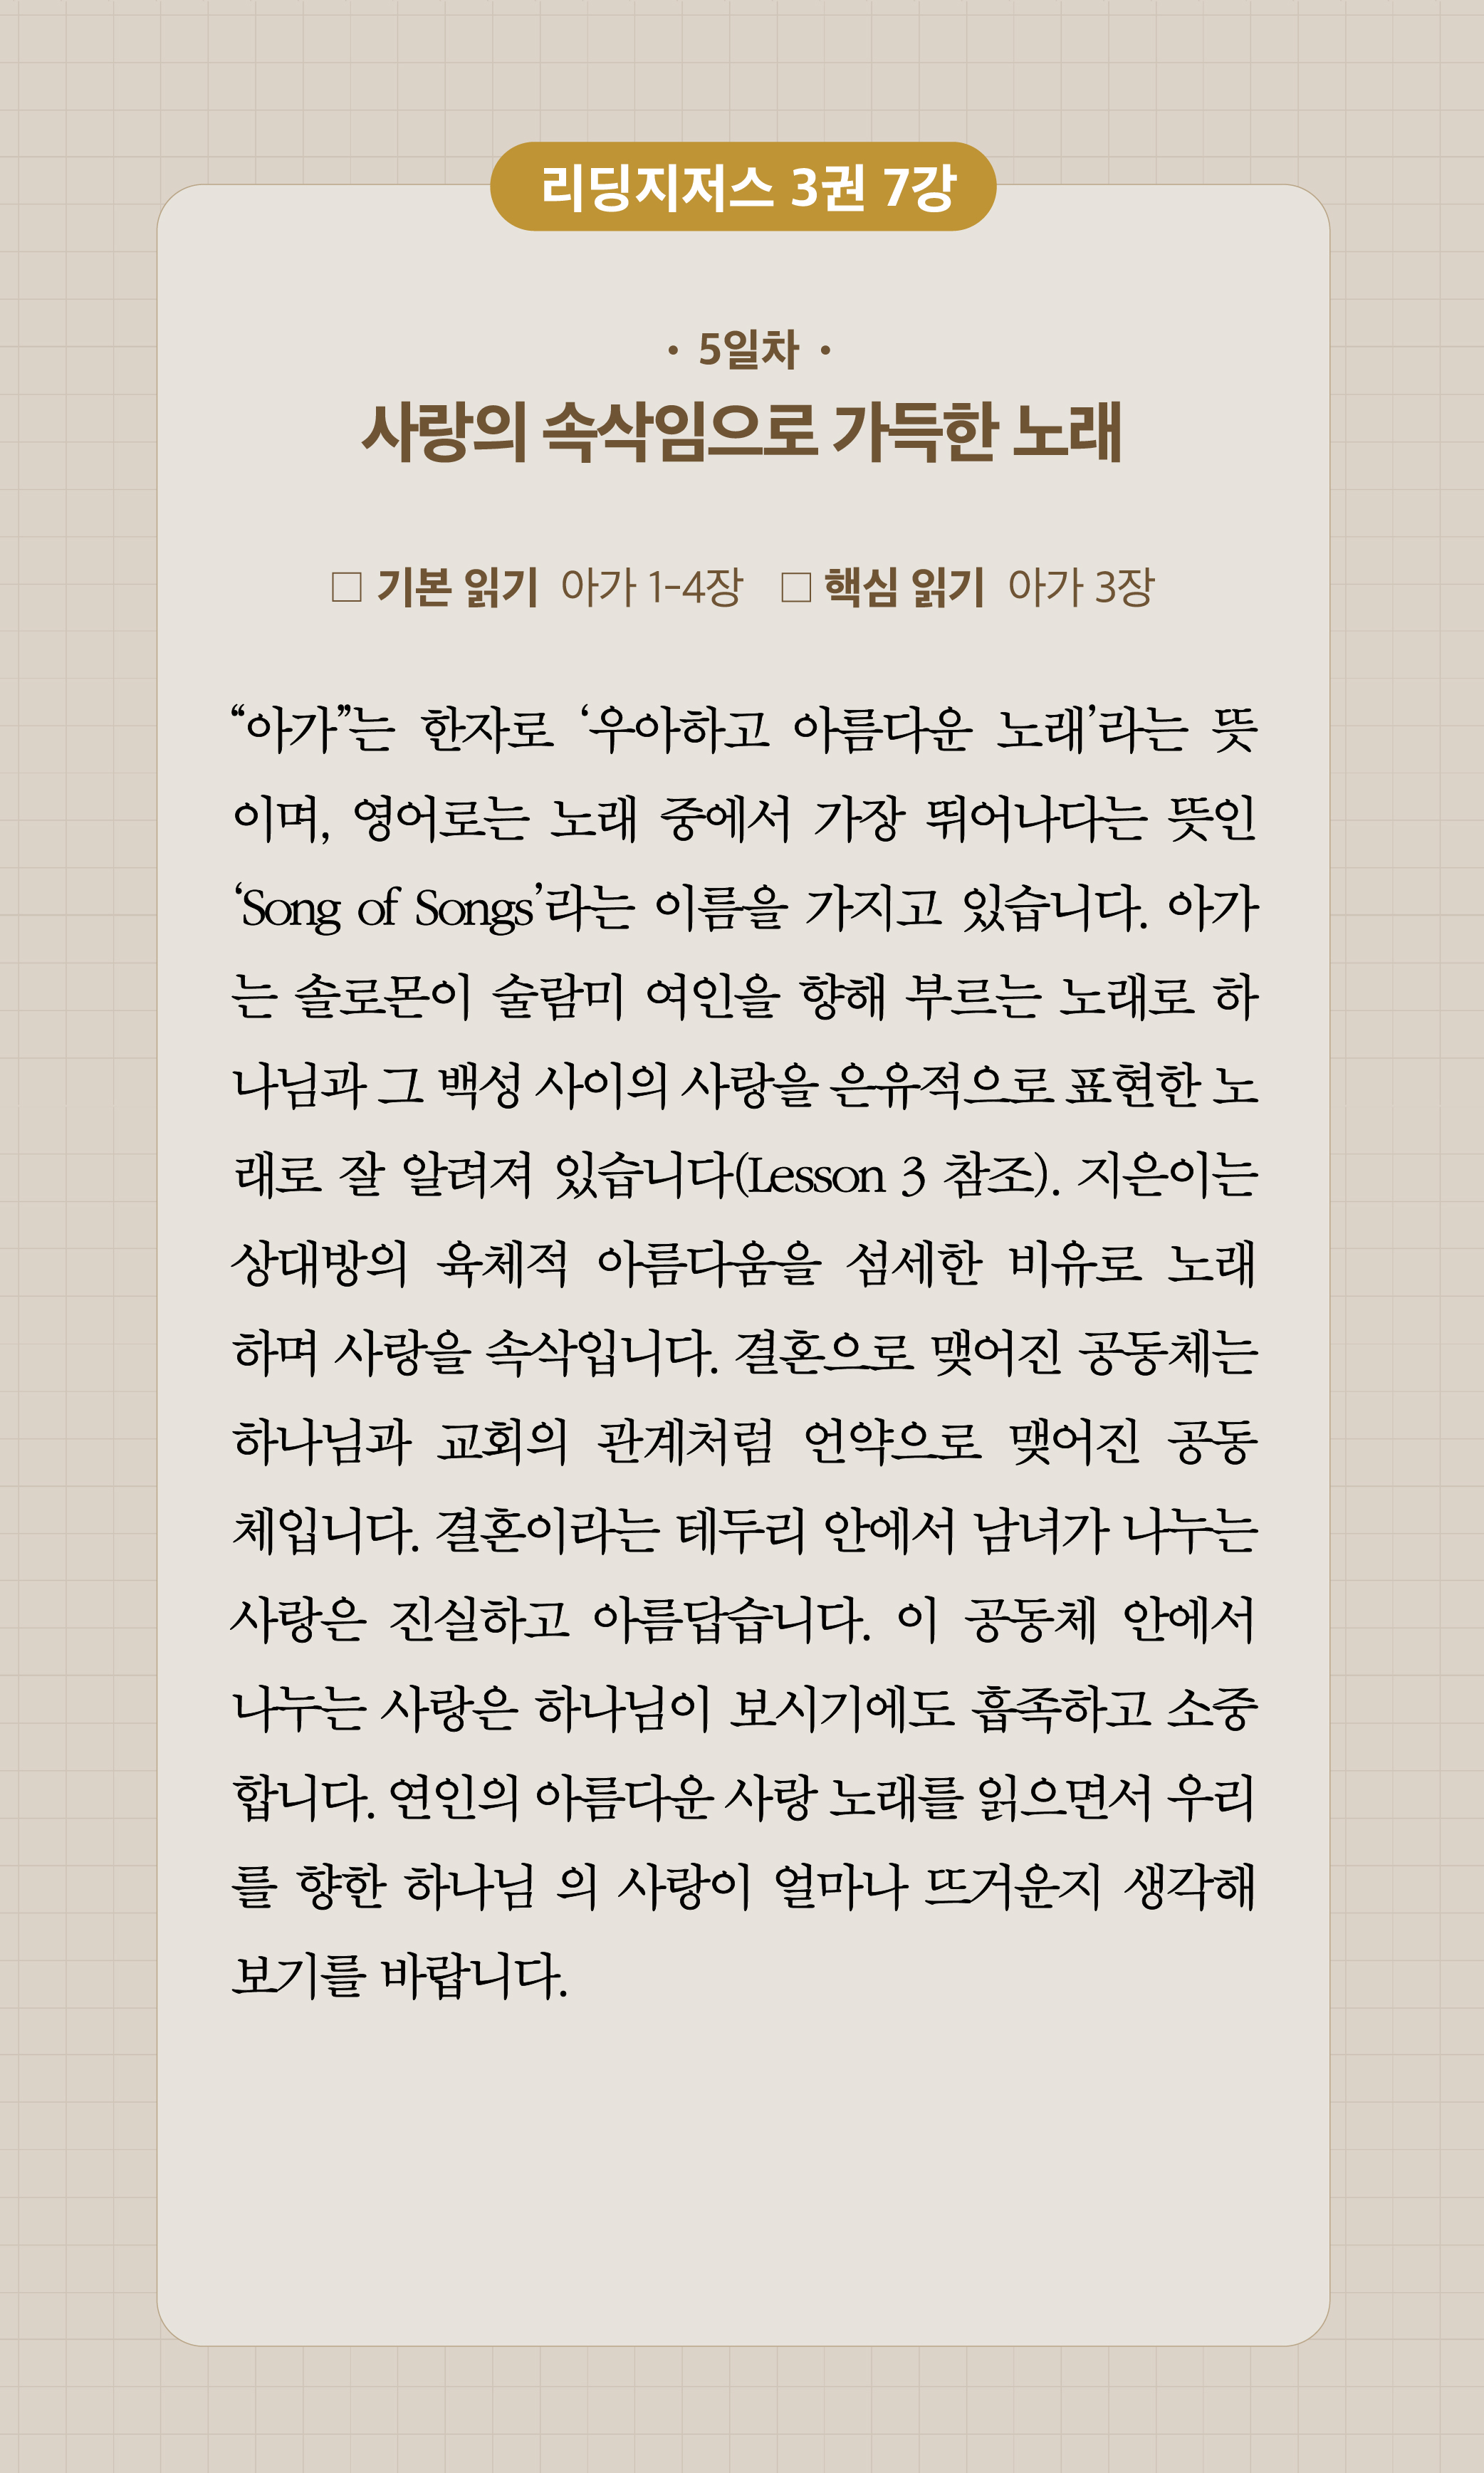 리딩지저스 3권 7강
· 5일차 ·
사랑의 속삭임으로 가득한 노래
□ 기본 읽기 아가 1-4장 □ 핵심 읽기 아가 3장
“아가”는 한자로 ‘우아하고 아름다운 노래’라는 뜻
이며, 영어로는 노래 중에서 가장 뛰어나다는 뜻인
‘Song of Songs’라는 이름을 가지고 있습니다. 아가
는 솔로몬이 술람미 여인을 향해 부르는 노래로 하
나님과 그 백성 사이의 사랑을 은유적으로 표현한 노
래로 잘 알려져 있습니다(Lesson 3 참조). 지은이는
상대방의 육체적 아름다움을 섬세한 비유로 노래
하며 사랑을 속삭입니다. 결혼으로 맺어진 공동체는
하나님과 교회의 관계처럼 언약으로 맺어진 공동
체입니다. 결혼이라는 테두리 안에서 남녀가 나누는
사랑은 진실하고 아름답습니다. 이 공동체 안에서
나누는 사랑은 하나님이 보시기에도 흡족하고 소중
합니다. 연인의 아름다운 사랑 노래를 읽으면서 우리
를 향한 하나님 의 사랑이 얼마나 뜨거운지 생각해
보기를 바랍니다.